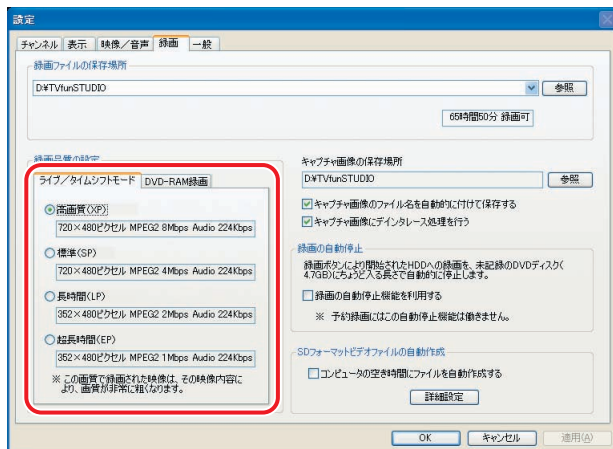 設定
チャンネル 表示 映像/音声 録画 一般
録画ファイルの保存場所
D:¥TVfunSTUDIO
参照
65時間50分 録画可
録画品質の設定
ライブ/タイムシフトモード DVD-RAM録画
高画質(XP)
720×480ピクセル MPEG2 8Mbps Audio 224Kbps
標準(SP)
720×480ピクセル MPEG2 4Mbps Audio 224Kbps
長時間(LP)
352×480ピクセル MPEG2 2Mbps Audio 224Kbps
超長時間(EP)
352×480ピクセル MPEG2 1Mbps Audio 224Kbps
※ この画質で録画された映像は、その映像内容に
より、画質が非常に粗くなります。
キャプチャ画像の保存場所
D:¥TVfunSTUDIO
参照
キャプチャ画像のファイル名を自動的に付けて保存する
キャプチャ画像にデインタレース処理を行う
録画の自動停止
録画ボタンにより開始されたHDDへの録画を、未記録のDVDディスク(
4.7GB)にちょうど入る長さで自動的に停止します。
録画の自動停止機能を利用する
※ 予約録画にはこの自動停止機能は働きません。
SDフォーマットビデオファイルの自動作成
コンピュータの空き時間にファイルを自動作成する
詳細設定
OK キャンセル 適用(A)